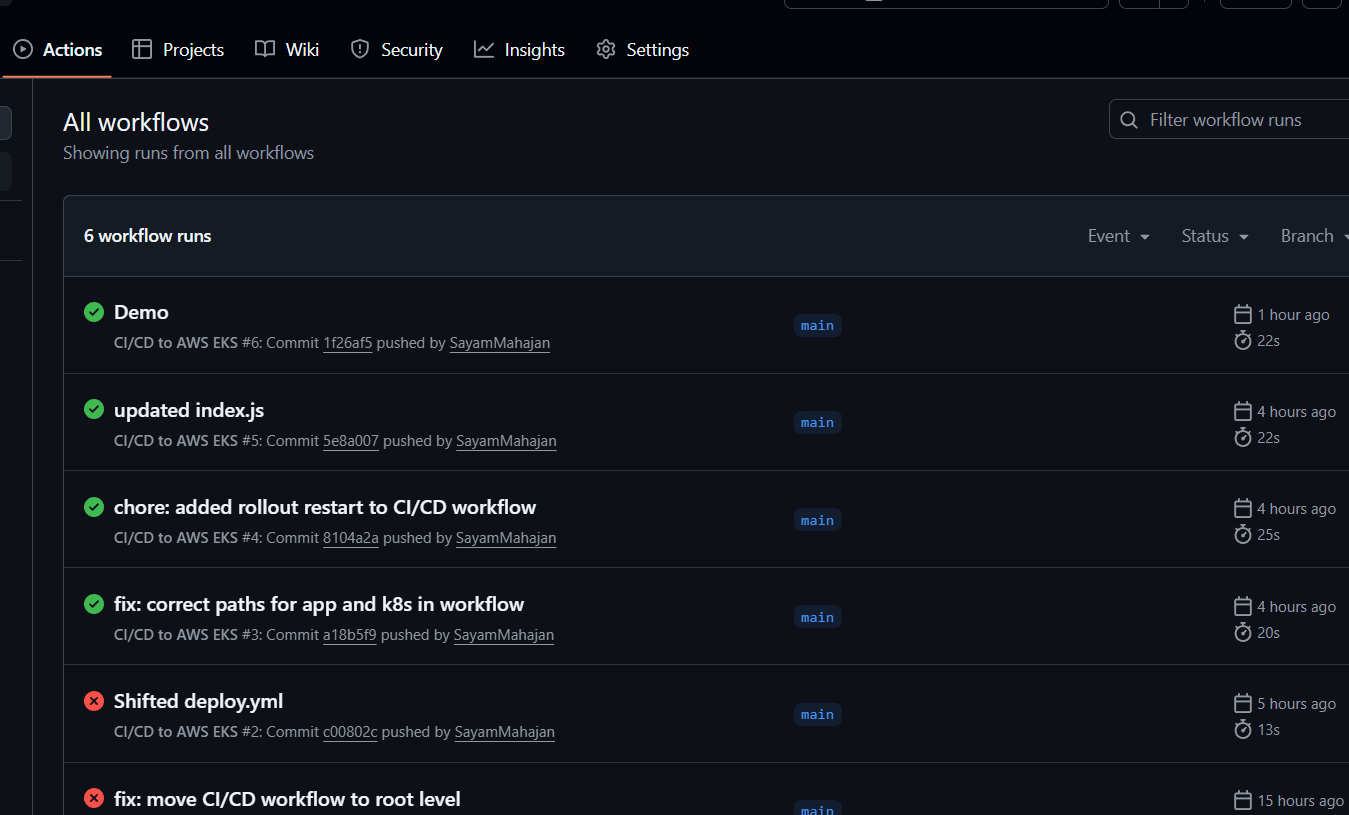 Actions Projects Wiki Security Insights Settings
All workflows
Showing runs from all workflows
Filter workflow runs
6 workflow runs
Event Status Branch
Demo
CI/CD to AWS EKS #6: Commit 1f26af5 pushed by SayamMahajan
main
1 hour ago
22s
updated index.js
CI/CD to AWS EKS #5: Commit 5e8a007 pushed by SayamMahajan
main
4 hours ago
22s
chore: added rollout restart to CI/CD workflow
CI/CD to AWS EKS #4: Commit 8104a2a pushed by SayamMahajan
main
4 hours ago
25s
fix: correct paths for app and k8s in workflow
CI/CD to AWS EKS #3: Commit a18b5f9 pushed by SayamMahajan
main
4 hours ago
20s
Shifted deploy.yml
CI/CD to AWS EKS #2: Commit c00802c pushed by SayamMahajan
main
5 hours ago
13s
fix: move CI/CD workflow to root level
main
15 hours ago